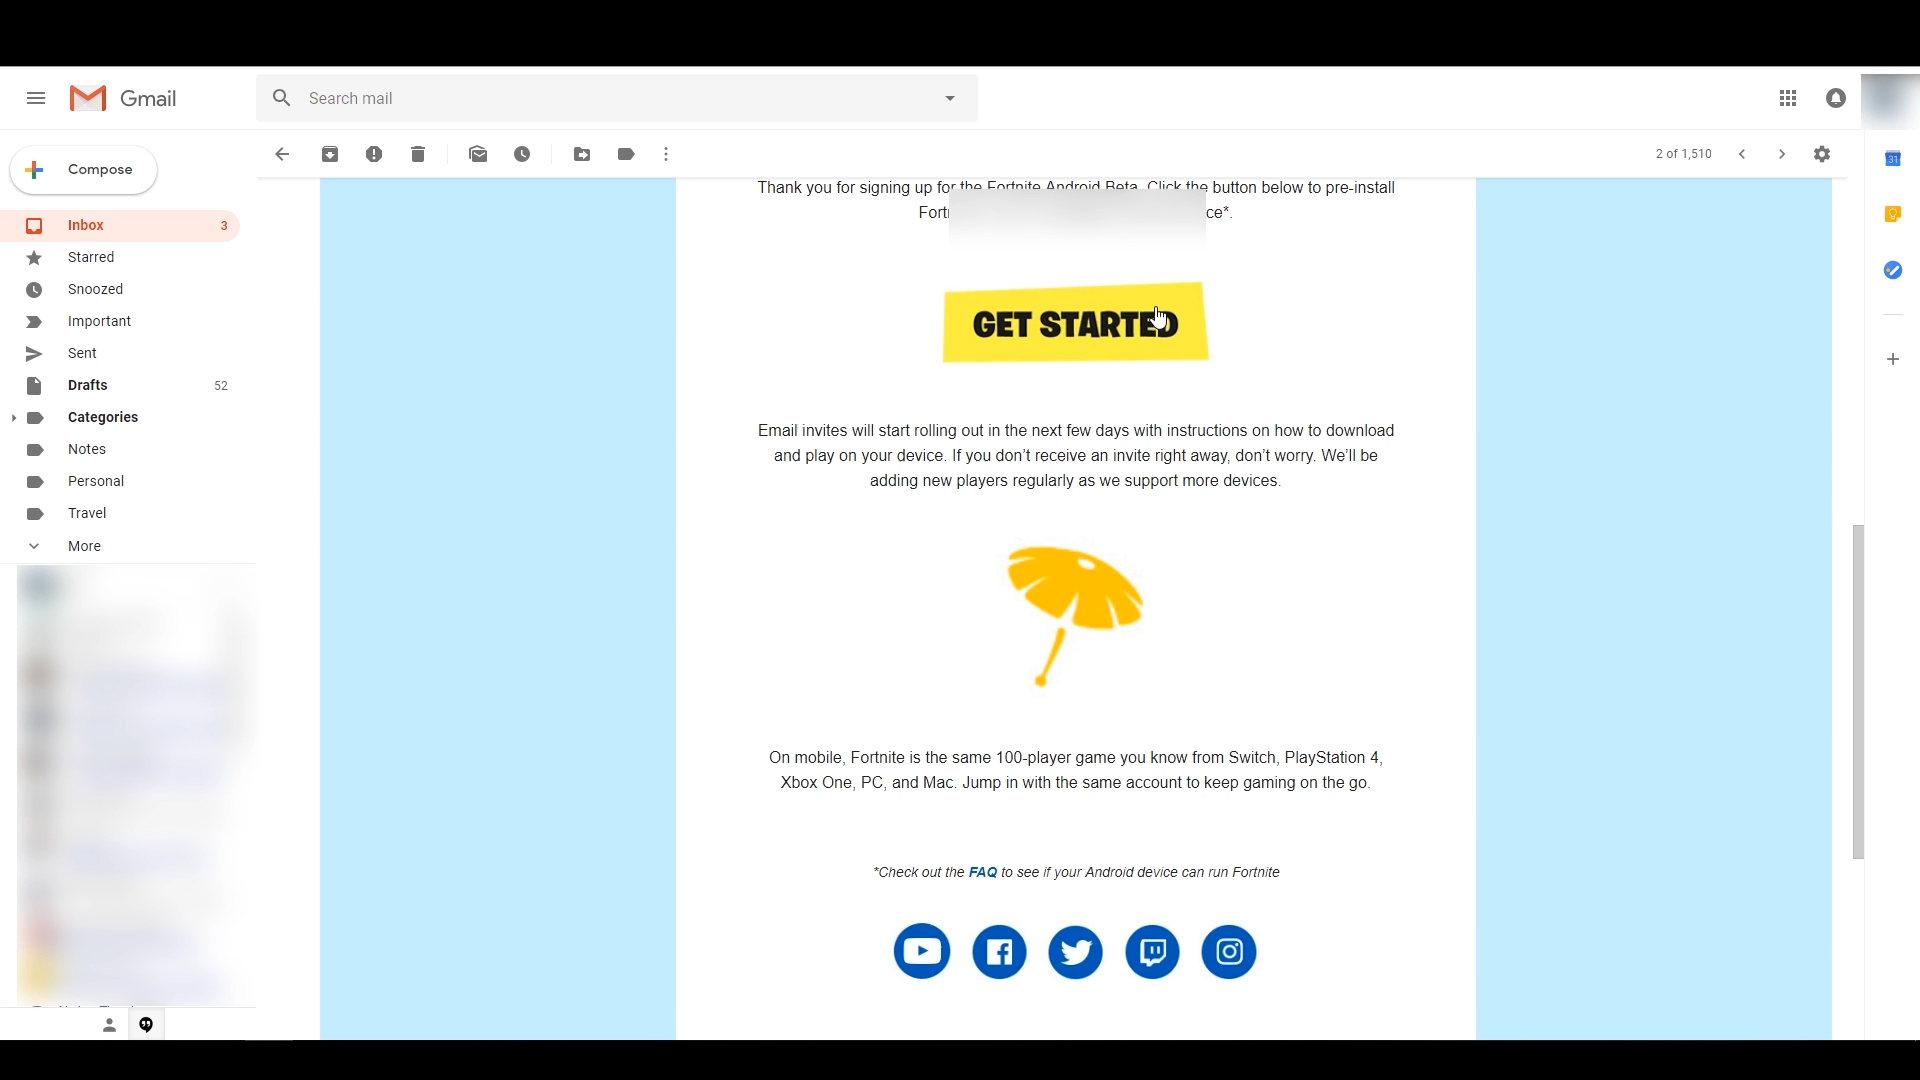 Gmail
Search mail
2 of 1,510
31
Compose
Inbox 3
Starred
Snoozed
Important
Sent
Drafts 52
Categories
Notes
Personal
Travel
More
Thank you for signing up for the Fortnite Android Beta. Click the button below to pre-install
ce*.
GET STARTED
Email invites will start rolling out in the next few days with instructions on how to download
and play on your device. If you don't receive an invite right away, don't worry. We'll be
adding new players regularly as we support more devices.
On mobile, Fortnite is the same 100-player game you know from Switch, PlayStation 4,
Xbox One, PC, and Mac. Jump in with the same account to keep gaming on the go.
*Check out the FAQ to see if your Android device can run Fortnite